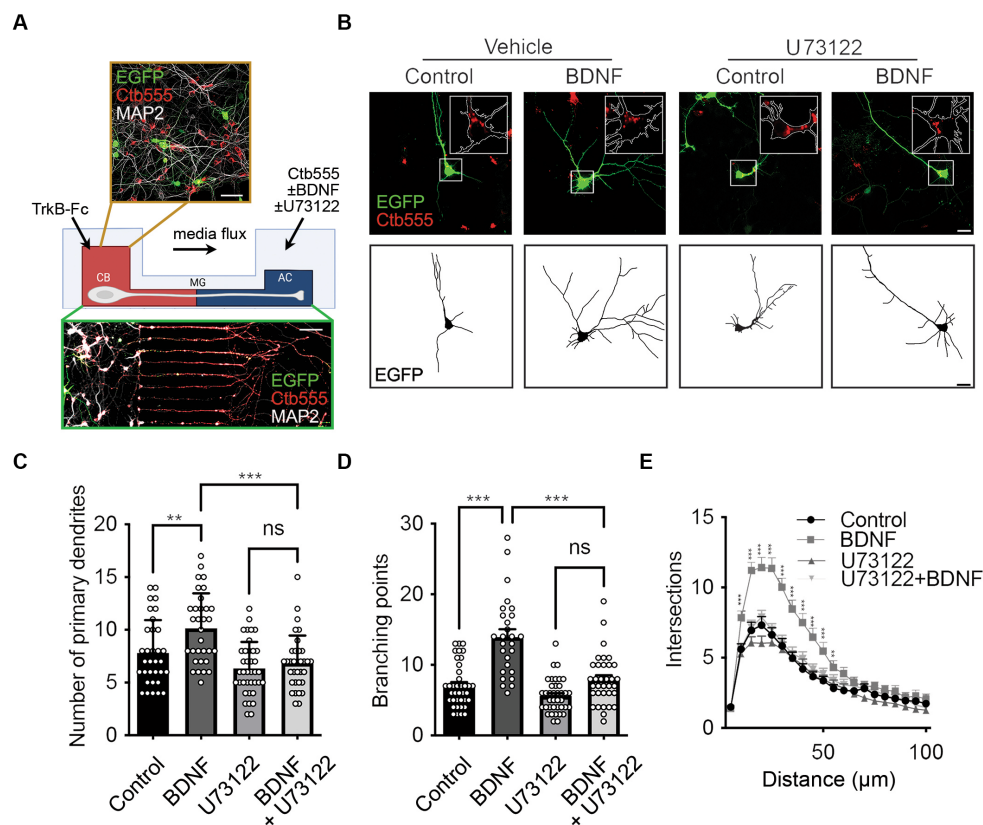 A
EGFP
Ctb555
MAP2
Ctb555
±BDNF
±U73122
TrkB-Fc
media flux
CB
MG
AC
EGFP
Ctb555
MAP2
B
Vehicle
U73122
Control
BDNF
Control
BDNF
EGFP
Ctb555
EGFP
C
Number of primary dendrites
20
15
10
5
0
**
***
ns
Control
BDNF
U73122
BDNF
+ U73122
D
Branching points
30
20
10
0
***
***
ns
Control
BDNF
U73122
BDNF
+ U73122
E
Intersections
15
10
5
0
50
100
Distance (µm)
Control
BDNF
U73122
U73122+BDNF